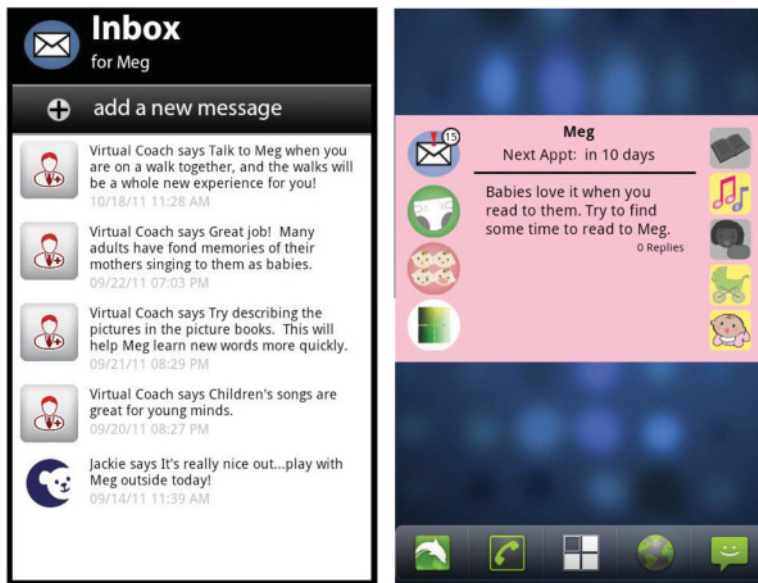 Inbox
for Meg
add a new message
Virtual Coach says Talk to Meg when you
are on a walk together, and the walks will
be a whole new experience for you!
10/18/11 11:28 AM
Virtual Coach says Great job!  Many
adults have fond memories of their
mothers singing to them as babies.
09/22/11 07:03 PM
Virtual Coach says Try describing the
pictures in the picture books.  This will
help Meg learn new words more quickly.
09/21/11 08:29 PM
Virtual Coach says Children's songs are
great for young minds.
09/20/11 08:27 PM
Jackie says It's really nice out...play with
Meg outside today!
09/14/11 11:39 AM
15
Meg
Next Appt:  in 10 days
Babies love it when you
read to them. Try to find
some time to read to Meg.
0 Replies